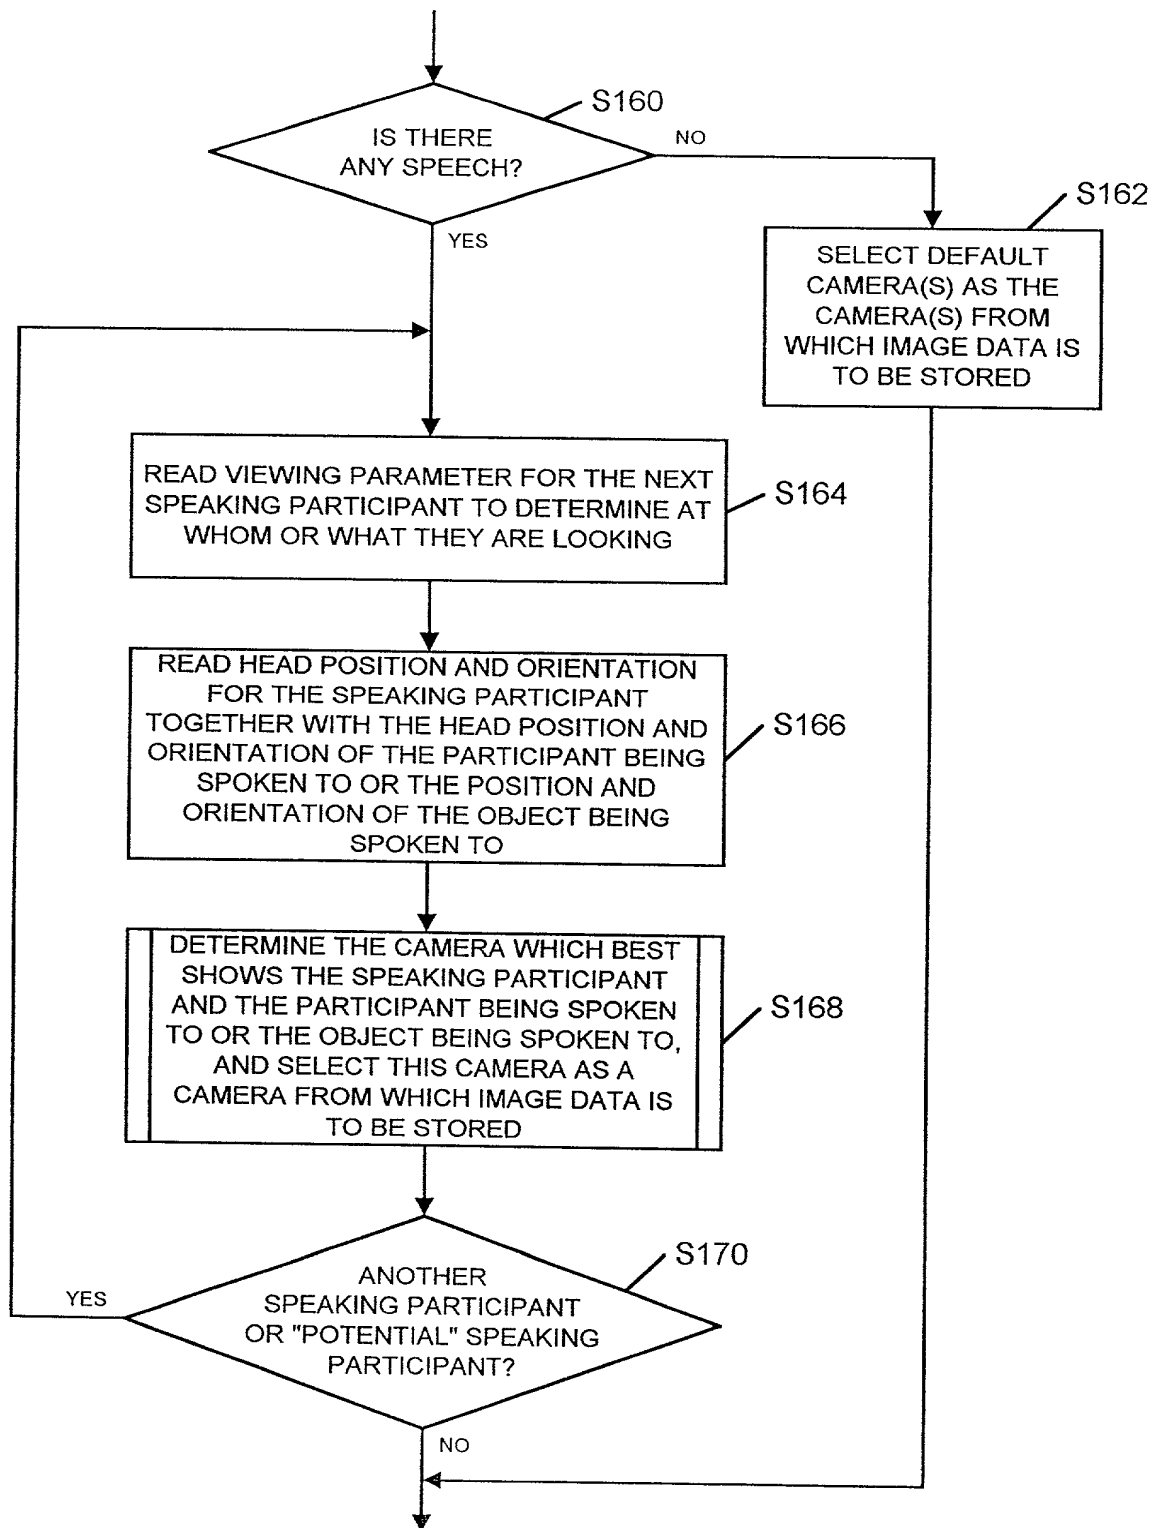 S160
IS THERE
ANY SPEECH?
NO
YES
S162
SELECT DEFAULT
CAMERA(S) AS THE
CAMERA(S) FROM
WHICH IMAGE DATA IS
TO BE STORED
READ VIEWING PARAMETER FOR THE NEXT
SPEAKING PARTICIPANT TO DETERMINE AT
WHOM OR WHAT THEY ARE LOOKING
S164
READ HEAD POSITION AND ORIENTATION
FOR THE SPEAKING PARTICIPANT
TOGETHER WITH THE HEAD POSITION AND
ORIENTATION OF THE PARTICIPANT BEING
SPOKEN TO OR THE POSITION AND
ORIENTATION OF THE OBJECT BEING
SPOKEN TO
S166
DETERMINE THE CAMERA WHICH BEST
SHOWS THE SPEAKING PARTICIPANT
AND THE PARTICIPANT BEING SPOKEN
TO OR THE OBJECT BEING SPOKEN TO,
AND SELECT THIS CAMERA AS A
CAMERA FROM WHICH IMAGE DATA IS
TO BE STORED
S168
S170
YES
ANOTHER
SPEAKING PARTICIPANT
OR "POTENTIAL" SPEAKING
PARTICIPANT?
NO